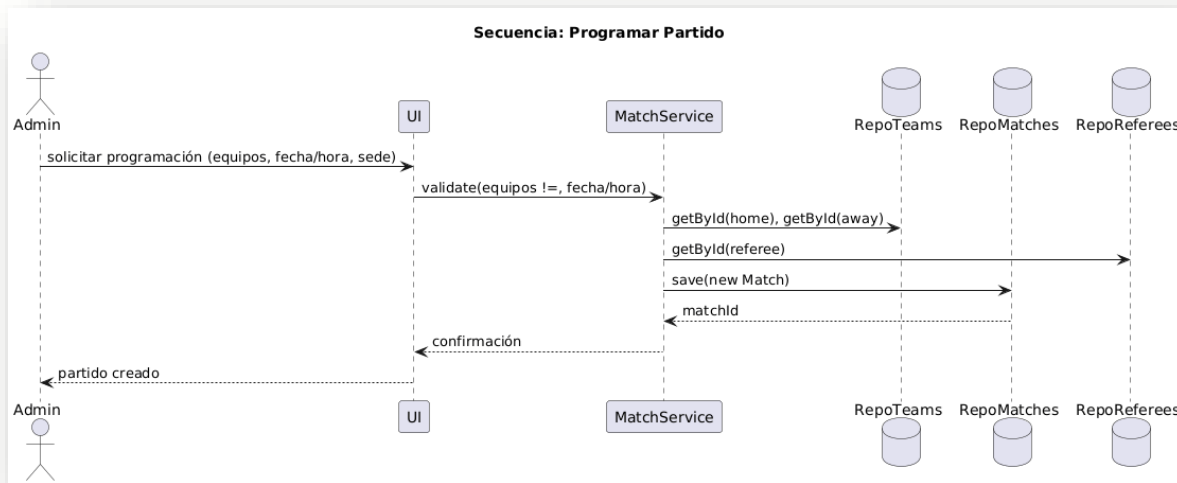 Secuencia: Programar Partido
Admin
UI
MatchService
RepoTeams
RepoMatches
RepoReferees
solicitar programación (equipos, fecha/hora, sede)
validate(equipos !=, fecha/hora)
getById(home), getById(away)
getById(referee)
save(new Match)
matchId
confirmación
partido creado
Admin
UI
MatchService
RepoTeams
RepoMatches
RepoReferees